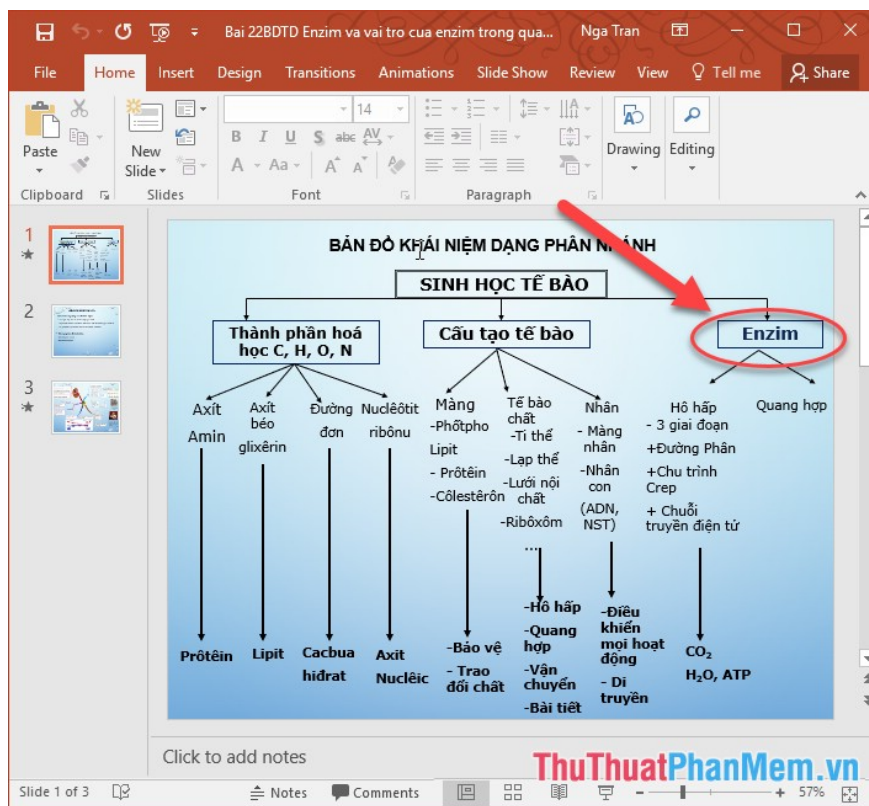 Bai 22BDTD Enzim va vai tro cua enzim trong qua... Nga Tran
File Home Insert Design Transitions Animations Slide Show Review View Tell me Share
14
B I U S abc AV
A Aa A A
Paste
New
Slide
Drawing Editing
Clipboard Slides Font Paragraph
1
2
3
BẢN ĐỒ KHÁI NIỆM DẠNG PHÂN NHÁNH
SINH HỌC TẾ BÀO
Thành phần hoá
học C, H, O, N
Cấu tạo tế bào
Enzim
Axít
Amin
Axít
béo
glixêrin
Đường
đơn
Nuclêôtit
ribônu
Màng
-Phốtpho
Lipit
- Prôtêin
-Côlestêrôn
Tế bào
chất
-Ti thể
-Lạp thể
-Lưới nội
chất
-Ribôxôm
...
Nhân
- Màng
nhân
-Nhân
con
(ADN,
NST)
Hô hấp
- 3 giai đoạn
+Đường Phân
+Chu trình
Crep
+ Chuỗi
truyền điện tử
Quang hợp
Prôtêin
Lipit
Cacbua
hiđrat
Axit
Nuclêic
-Bảo vệ
- Trao
đổi chất
-Hô hấp
-Quang
hợp
-Vận
chuyển
-Bài tiết
-Điều
khiển
mọi hoạt
động
- Di
truyền
CO₂
H₂O, ATP
Click to add notes
ThuThuatPhanMem.vn
Slide 1 of 3 Notes Comments 57%